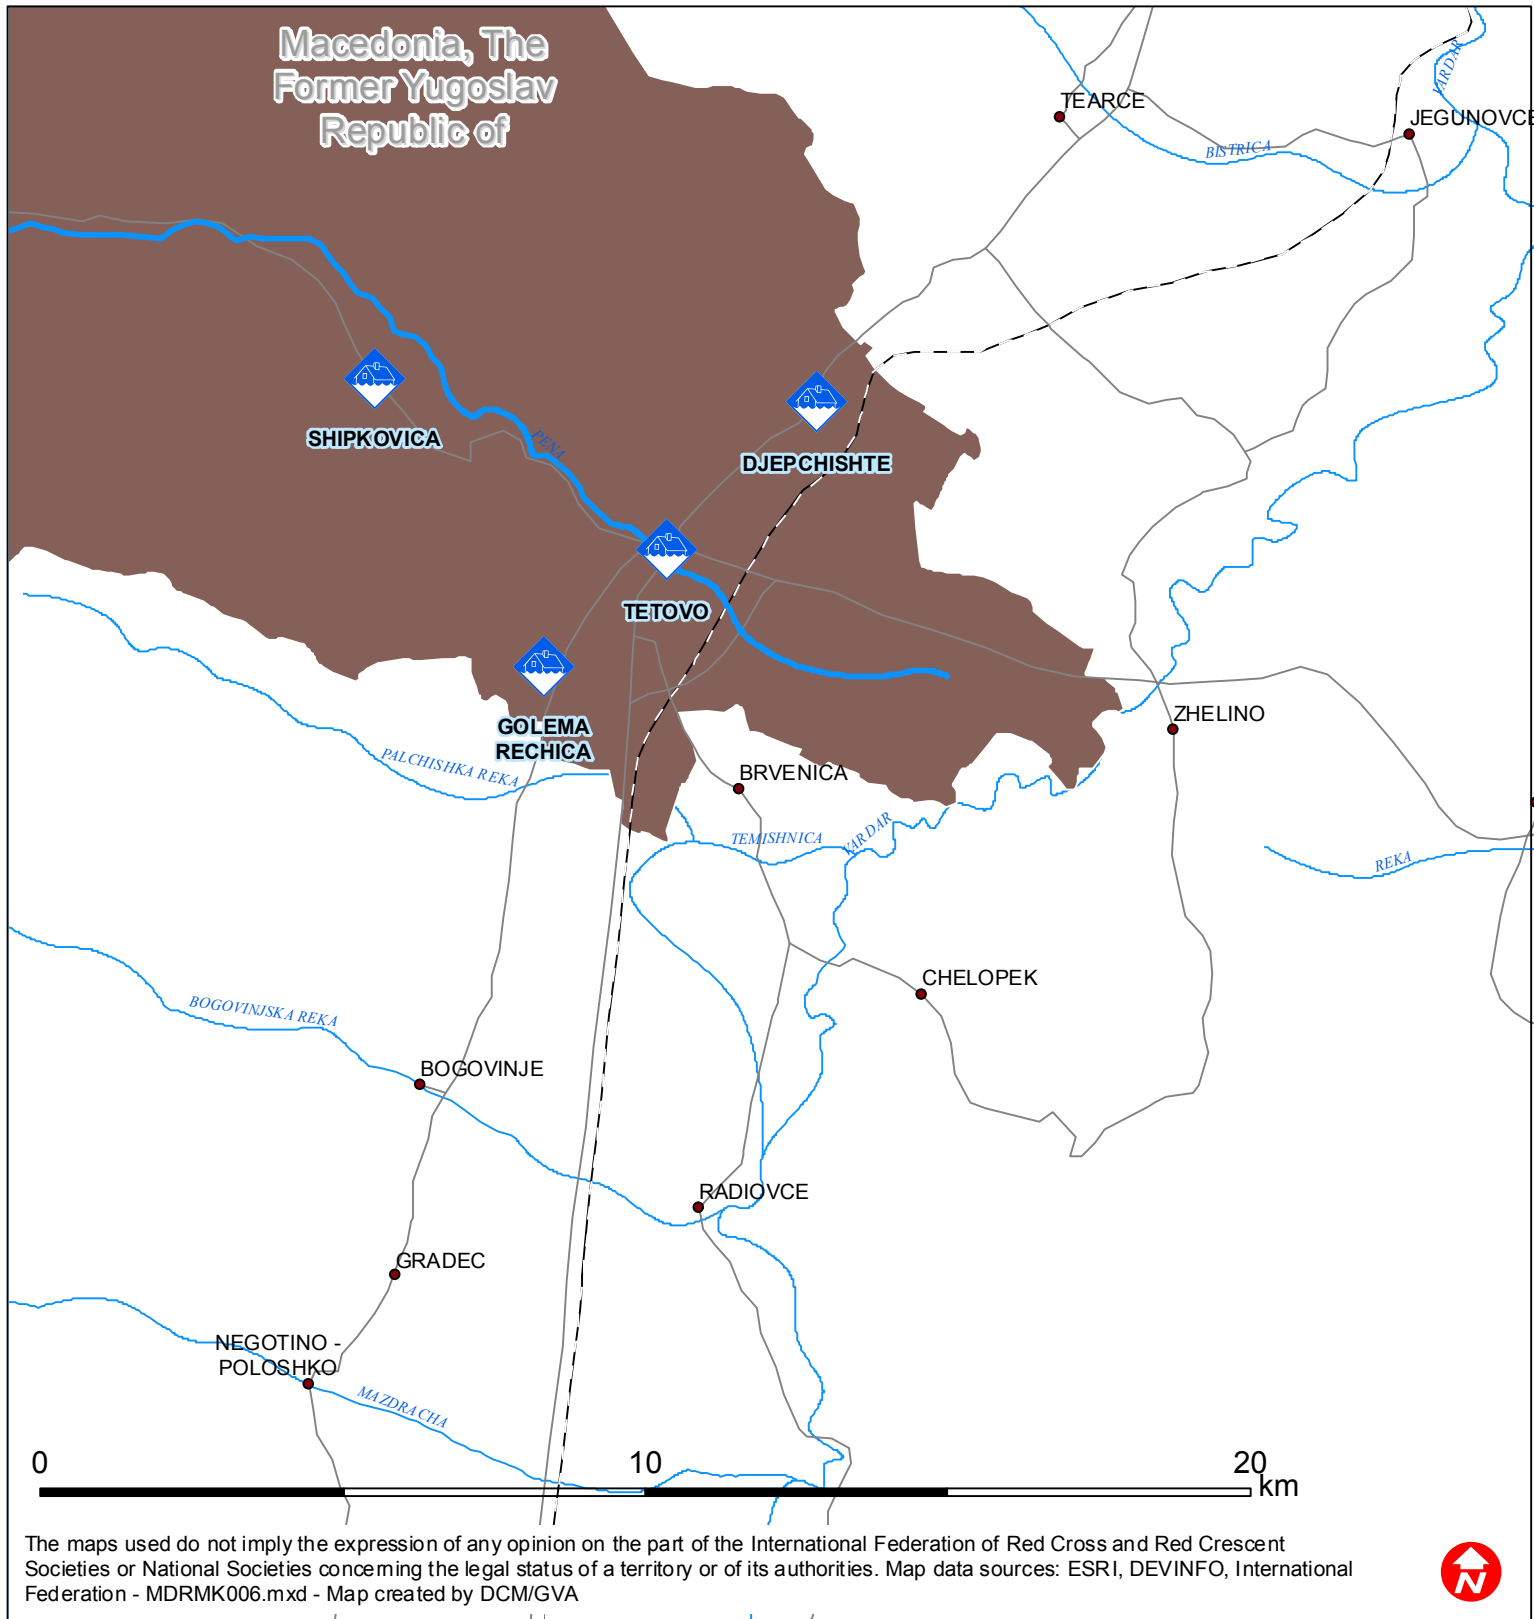 Macedonia, The
Former Yugoslav
Republic of
VARDAR
TEARCE
JEGUNOVCE
BISTRICA
SHIPKOVICA
PENA
DJEPCHISHTE
TETOVO
GOLEMA
RECHICA
ZHELINO
PALCHISHKA REKA
BRVENICA
TEMISHNICA
VARDAR
REKA
CHELOPEK
BOGOVINJSKA REKA
BOGOVINJE
RADIOVCE
GRADEC
NEGOTINO -
POLOSHKO
MAZDRACHA
0 10 20 km
The maps used do not imply the expression of any opinion on the part of the International Federation of Red Cross and Red Crescent
Societies or National Societies concerning the legal status of a territory or of its authorities. Map data sources: ESRI, DEVINFO, International
Federation - MDRMK006.mxd - Map created by DCM/GVA
N